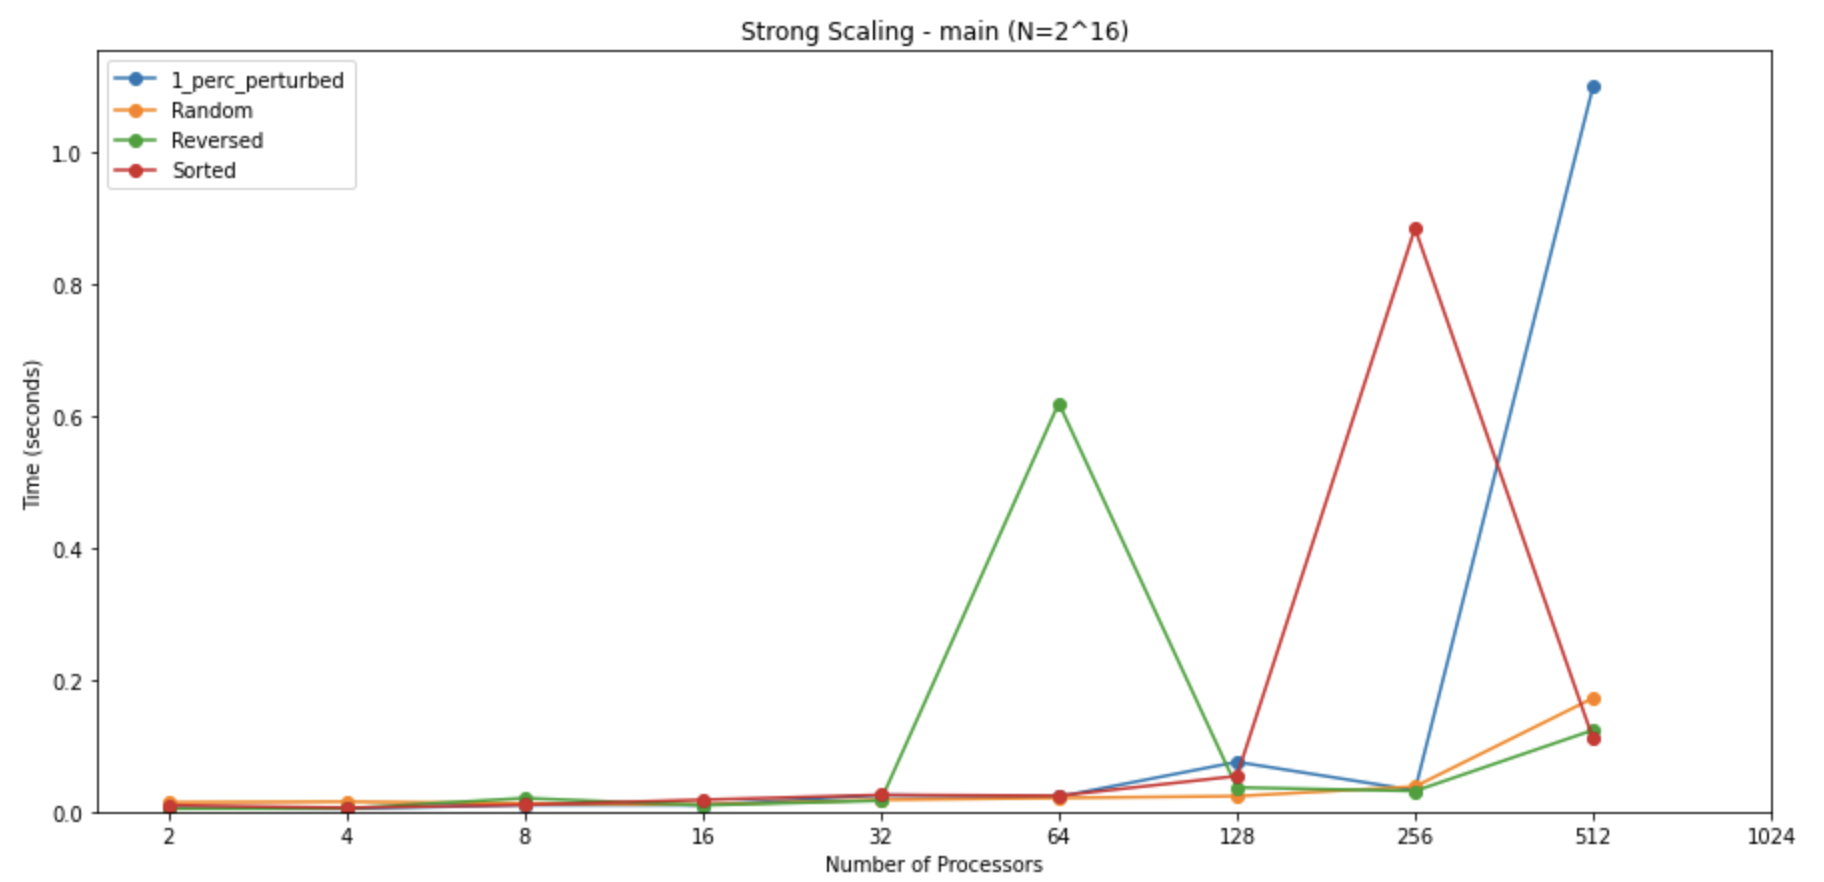 Strong Scaling - main (N=2^16)
1_perc_perturbed
Random
Reversed
Sorted
1.0
0.8
0.6
0.4
0.2
0.0
Time (seconds)
2 4 8 16 32 64 128 256 512 1024
Number of Processors